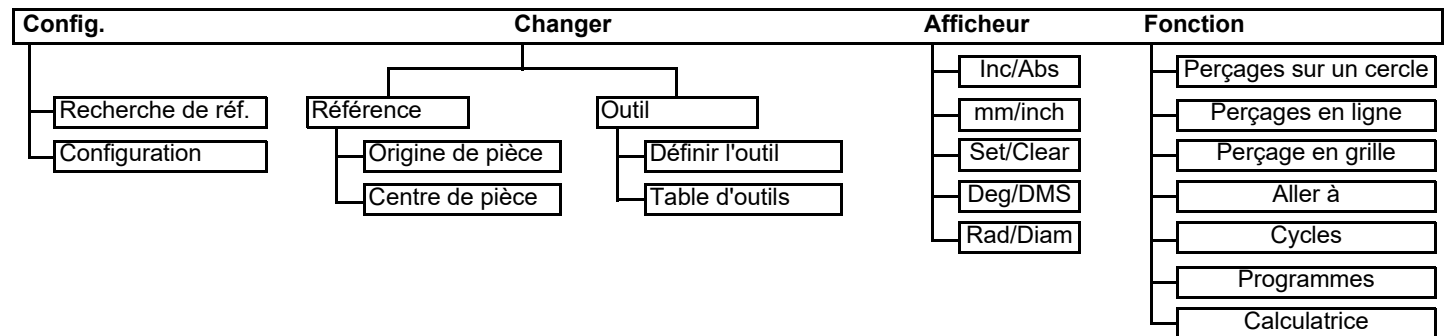 Config.
Changer
Afficheur
Fonction
Recherche de réf.
Configuration
Référence
Origine de pièce
Centre de pièce
Outil
Définir l'outil
Table d'outils
Inc/Abs
mm/inch
Set/Clear
Deg/DMS
Rad/Diam
Perçages sur un cercle
Perçages en ligne
Perçage en grille
Aller à
Cycles
Programmes
Calculatrice